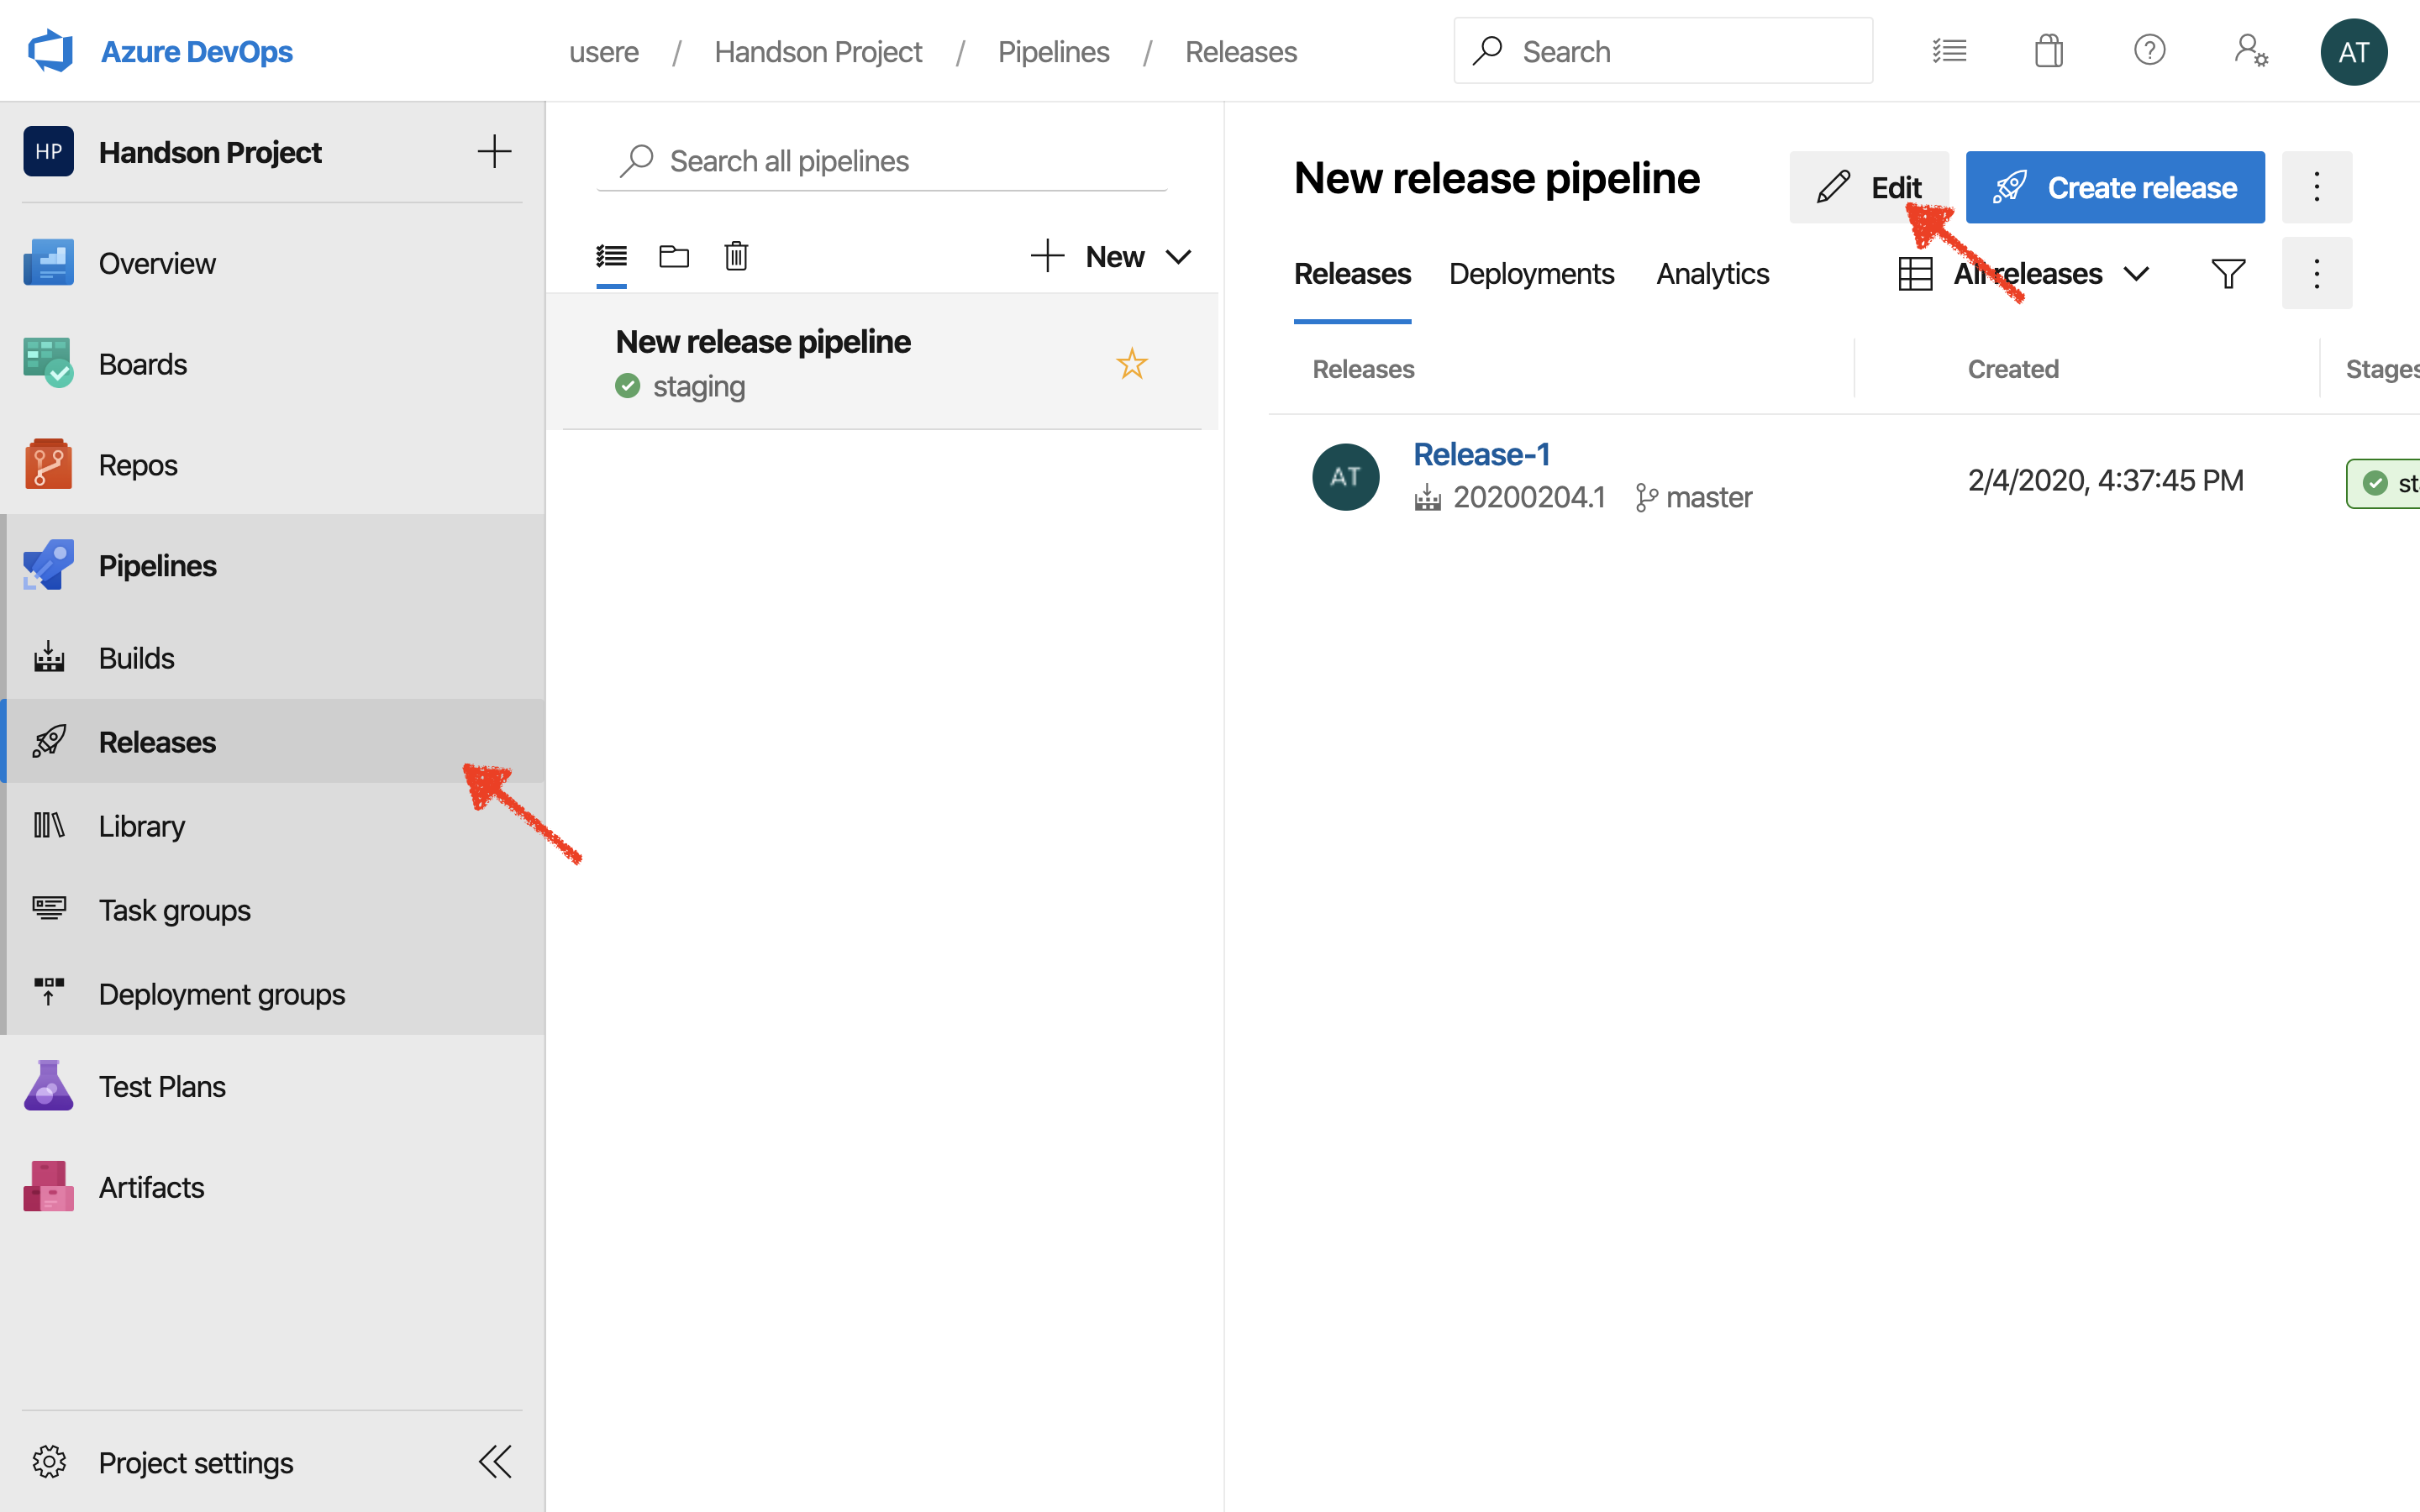 Azure DevOps
usere / Handson Project / Pipelines / Releases
Search
AT
HP Handson Project
Overview
Boards
Repos
Pipelines
Builds
Releases
Library
Task groups
Deployment groups
Test Plans
Artifacts
Project settings
Search all pipelines
New
New release pipeline
staging
New release pipeline
Edit
Create release
Releases Deployments Analytics
All releases
Releases Created Stages
AT Release-1
20200204.1 master
2/4/2020, 4:37:45 PM
st